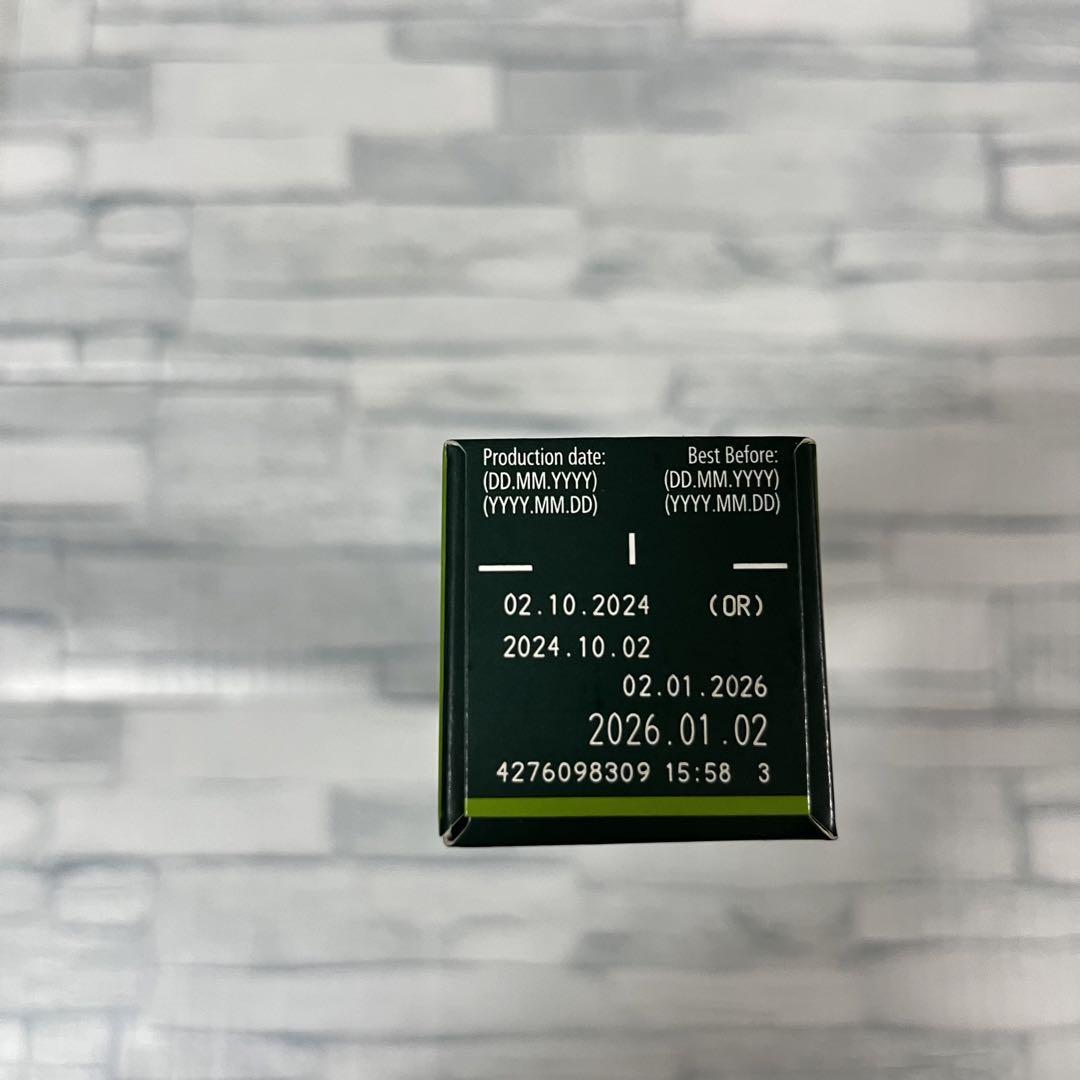 Production date: Best Before:
(DD.MM.YYYY) (DD.MM.YYYY)
(YYYY.MM.DD) (YYYY.MM.DD)
02.10.2024 (OR)
2024.10.02
02.01.2026
2026.01.02
4276098309 15:58 3